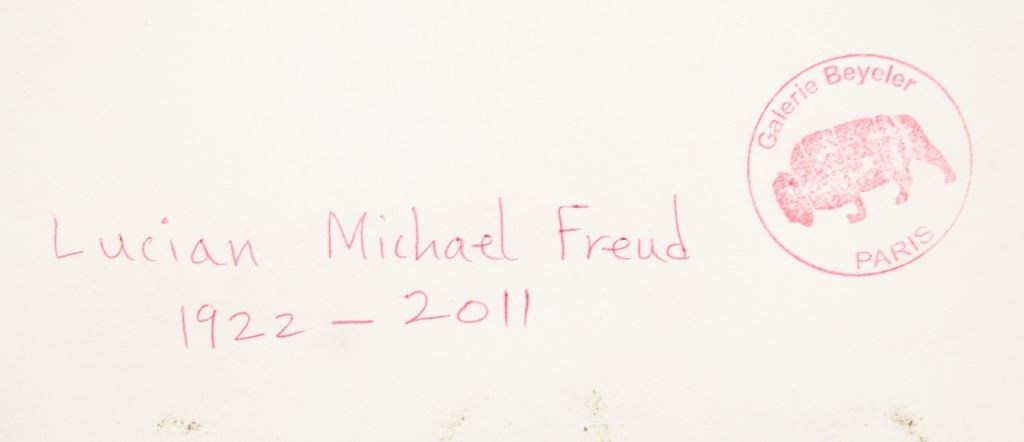 Galerie Beyeler
PARIS
Lucian Michael Freud
1922 – 2011